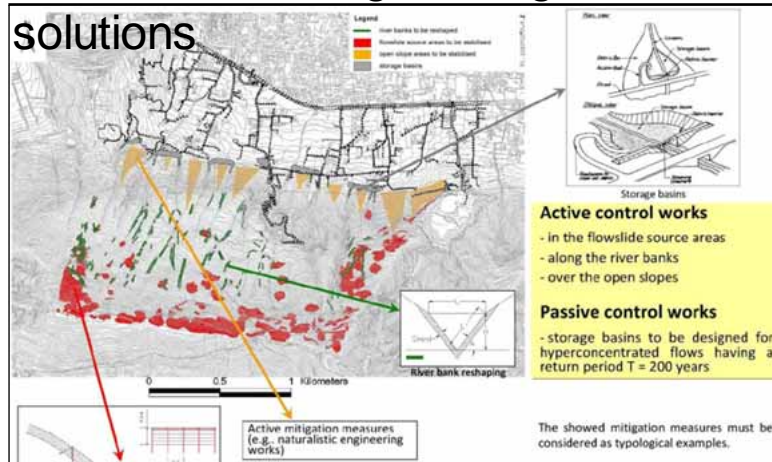 solutions
Legend
river banks to be reshaped
flowslide source areas to be stabilised
open slope areas to be stabilised
storage basins
Storage basins
Active control works
- in the flowslide source areas
- along the river banks
- over the open slopes
Passive control works
- storage basins to be designed for
hyperconcentrated flows having a
return period T = 200 years
River bank reshaping
0 0.5 1 Kilometers
Active mitigation measures
(e.g.. naturalistic engineering
works)
The showed mitigation measures must be
considered as typological examples.